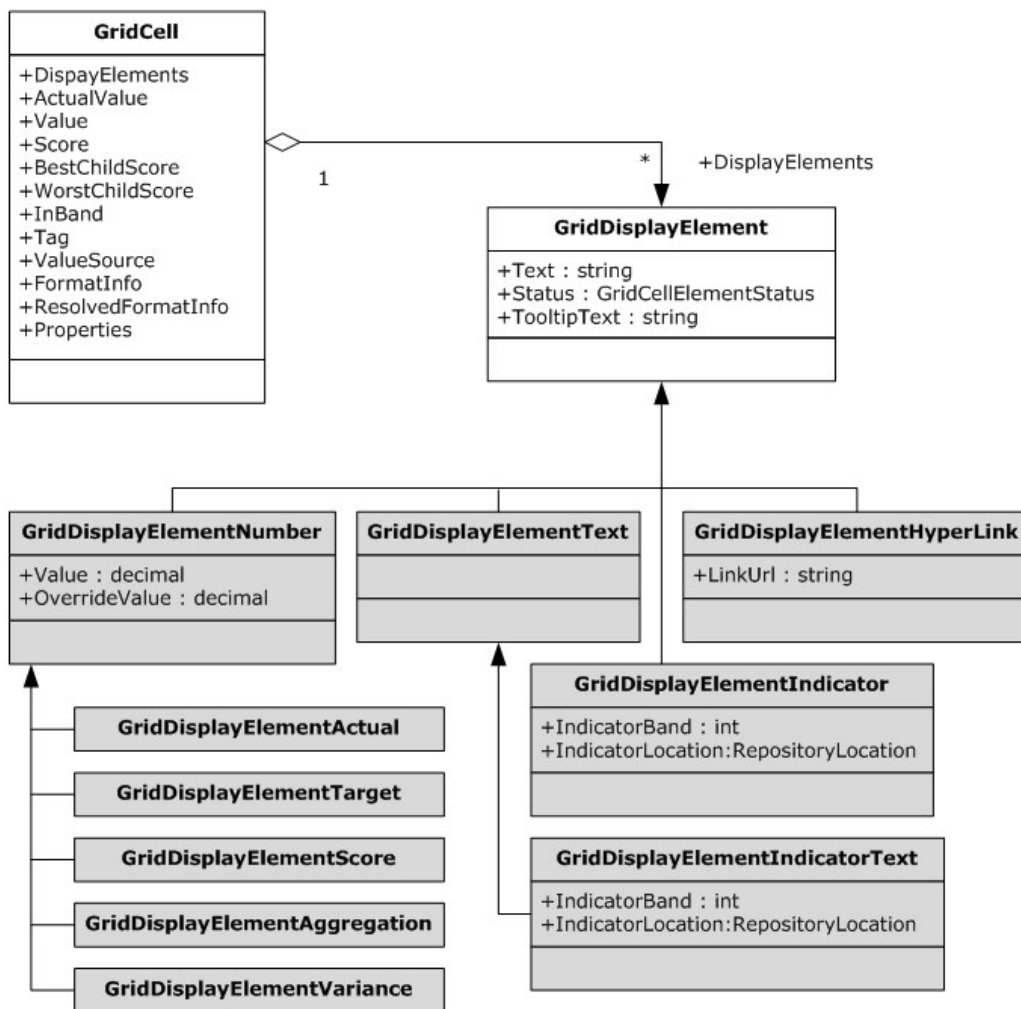 GridCell
+DispayElements
+ActualValue
+Value
+Score
+BestChildScore
+WorstChildScore
+InBand
+Tag
+ValueSource
+FormatInfo
+ResolvedFormatInfo
+Properties
1
*
+DisplayElements
GridDisplayElement
+Text : string
+Status : GridCellElementStatus
+TooltipText : string
GridDisplayElementNumber
+Value : decimal
+OverrideValue : decimal
GridDisplayElementText
GridDisplayElementHyperLink
+LinkUrl : string
GridDisplayElementIndicator
+IndicatorBand : int
+IndicatorLocation:RepositoryLocation
GridDisplayElementActual
GridDisplayElementTarget
GridDisplayElementScore
GridDisplayElementAggregation
GridDisplayElementVariance
GridDisplayElementIndicatorText
+IndicatorBand : int
+IndicatorLocation:RepositoryLocation